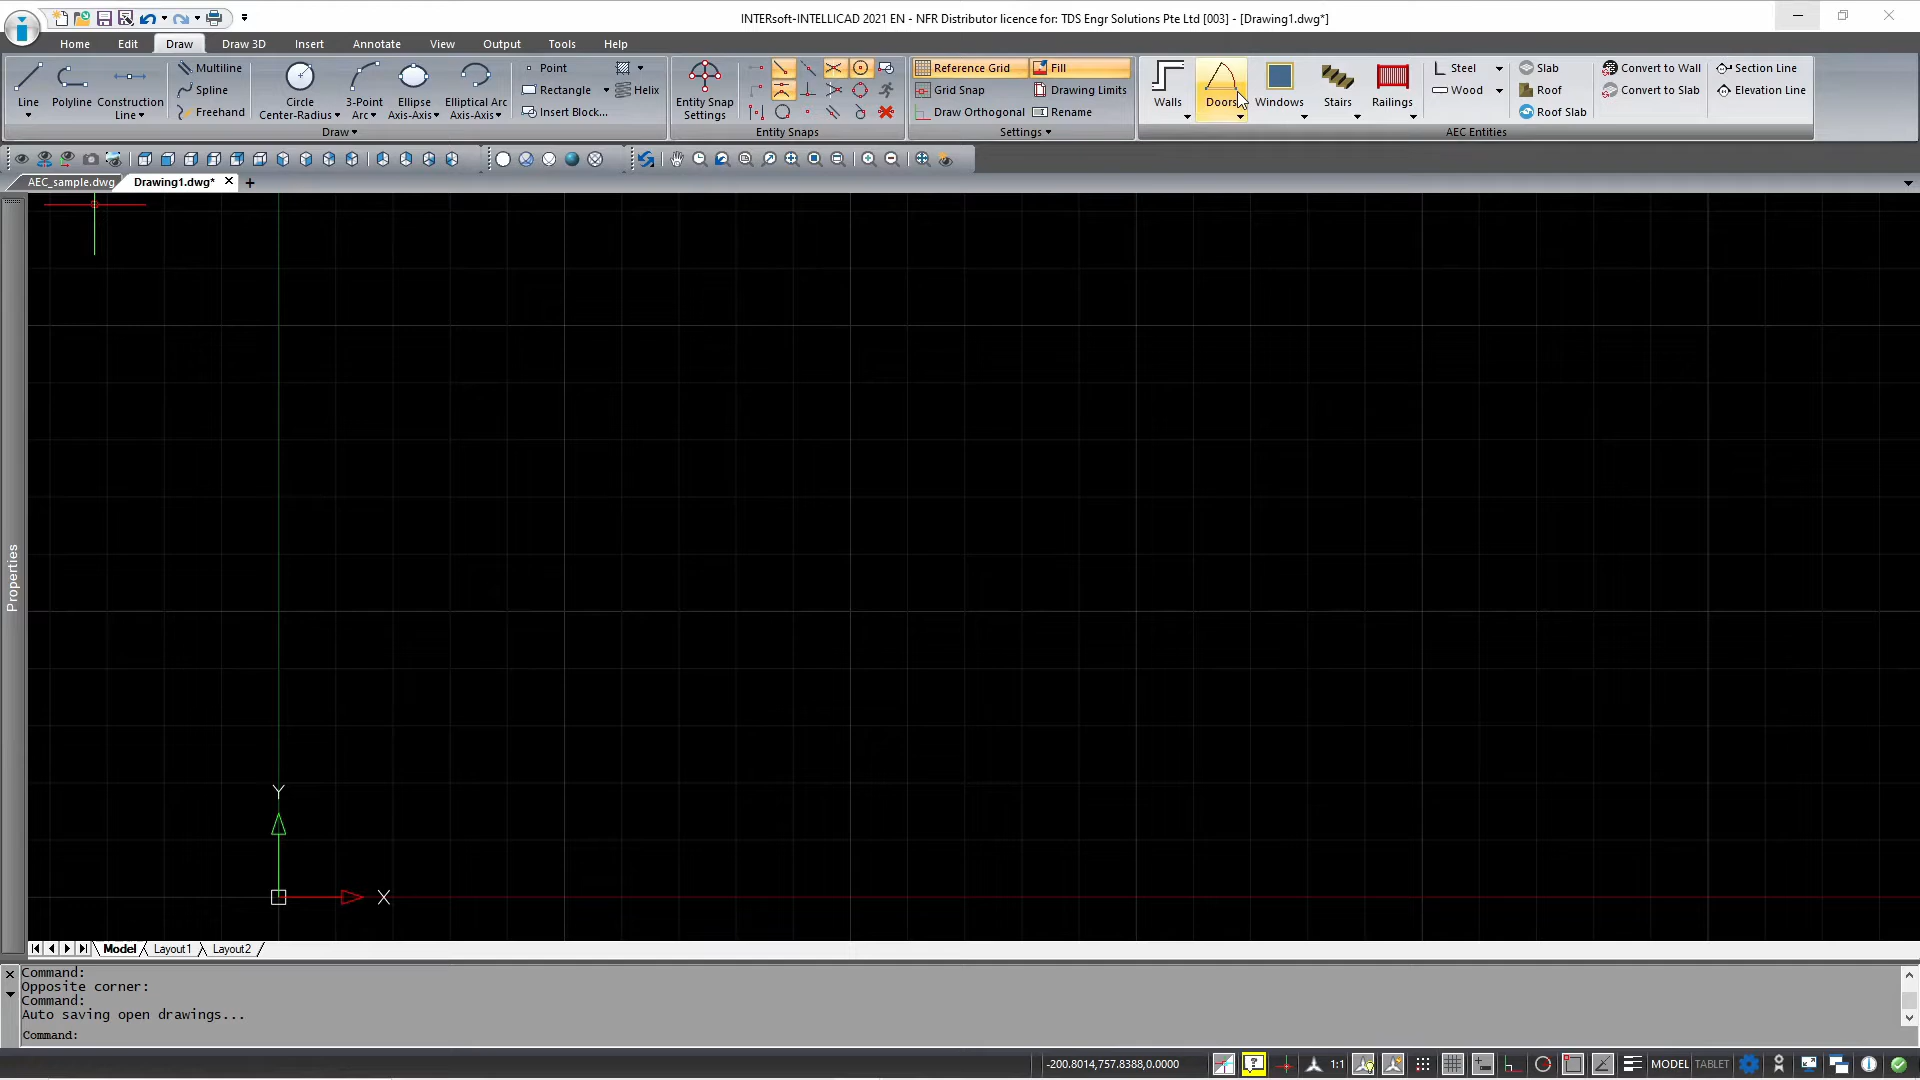 INTERSoft-INTELLICAD 2021 EN - NFR Distributor licence for: TDS Engr Solutions Pte Ltd [003] - [Drawing1.dwg*]
Home Edit Draw Draw 3D Insert Annotate View Output Tools Help
Line
Polyline
Construction Line
Multiline
Spline
Freehand
Circle Center-Radius
3-Point Arc
Ellipse Axis-Axis
Elliptical Arc Axis-Axis
Point
Rectangle
Insert Block...
Helix
Draw
Entity Snap Settings
Entity Snaps
Reference Grid
Grid Snap
Draw Orthogonal
Fill
Drawing Limits
Rename
Settings
Walls
Doors
Windows
Stairs
Railings
Steel
Wood
Slab
Roof
Roof Slab
Convert to Wall
Convert to Slab
Section Line
Elevation Line
AEC Entities
AEC_sample.dwg Drawing1.dwg*
Properties
Y
X
Model Layout1 Layout2
Command:
Opposite corner:
Command:
Auto saving open drawings...
Command:
-200.8014,757.8388,0.0000 1:1 MODEL TABLET